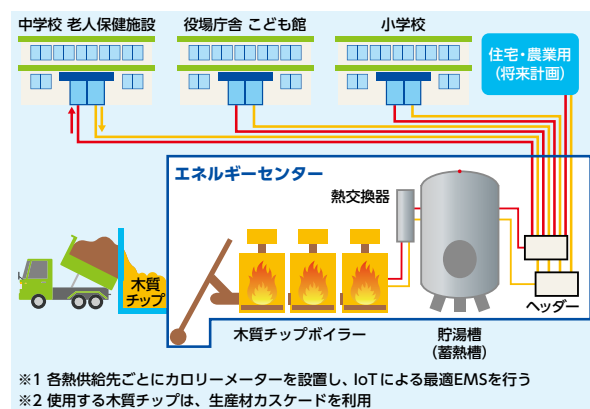 中学校 老人保健施設
役場庁舎 こども館
小学校
住宅・農業用
(将来計画)
エネルギーセンター
熱交換器
木質
チップ
木質チップボイラー
貯湯槽
(蓄熱槽)
ヘッダー
※1 各熱供給先ごとにカロリーメーターを設置し、IoTによる最適EMSを行う
※2 使用する木質チップは、生産材カスケードを利用